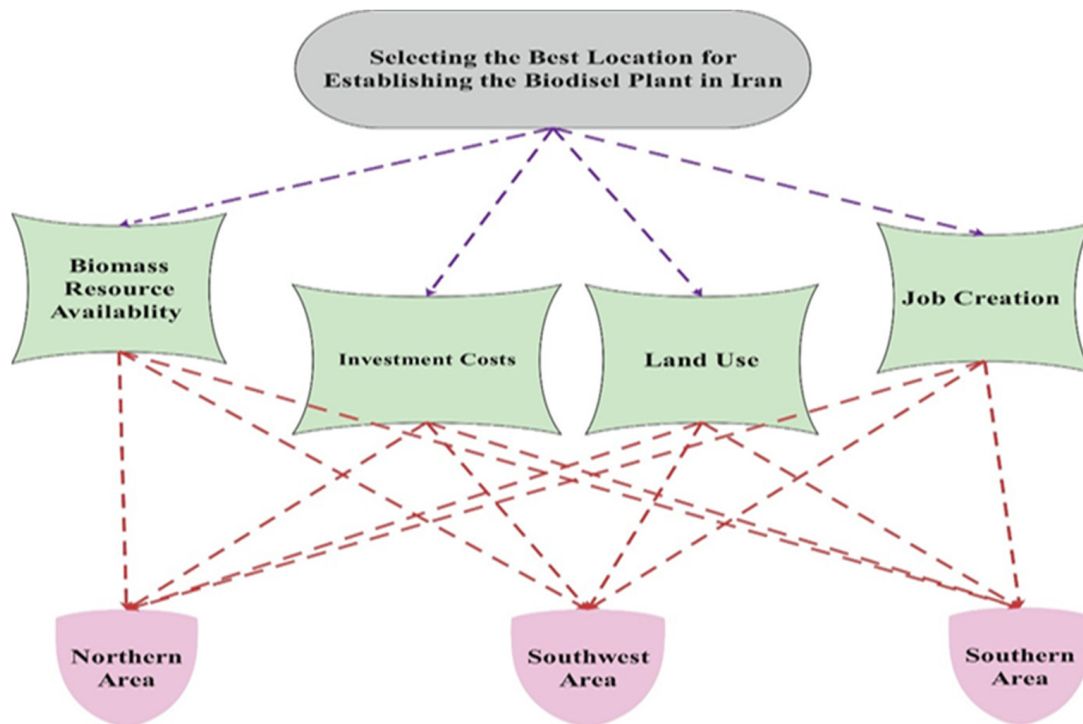 Selecting the Best Location for
Establishing the Biodisel Plant in Iran
Biomass
Resource
Availablity
Investment Costs
Land Use
Job Creation
Northern
Area
Southwest
Area
Southern
Area